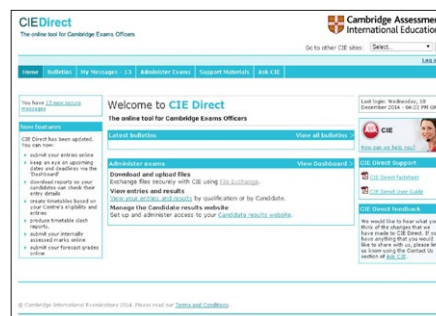 CIEDirect
The online tool for Cambridge Exams Officers
Cambridge Assessment
International Education
Go to other CIE sites: Select...
Home Bulletins My Messages - 13 Administer Exams Support Materials Ask CIE
You have 13 new secure
messages
New features
CIE Direct has been updated.
You can now:
submit your entries online
keep an eye on upcoming
dates and deadlines via the
'Dashboard'
download reports so your
candidates can check their
entry details
create timetables based on
your Centre's eligibility and
entries
produce timetable clash
reports.
submit your internally
assessed marks online
submit your forecast grades
online
Welcome to CIE Direct
The online tool for Cambridge Exams Officers
Latest bulletins View all bulletins >
Administer exams View Dashboard >
Download and upload files
Exchange files securely with CIE using File Exchange.
View entries and results
View your entries and results by qualification or by Candidate.
Manage the Candidate results website
Set up and administer access to your Candidate results website.
Last login: Wednesday, 10
December 2014 - 04:22 PM GM
ASK CIE
How can we help you?
CIE Direct Support
CIE Direct Factsheet
CIE Direct User Guide
CIE Direct Feedback
We would like to hear what you
think of the changes that we
have made to CIE Direct. If you
have anything that you would
like to share with us, please let
us know using the Contact Us
section of Ask CIE.
© Cambridge International Examinations 2014. Please read our Terms and Conditions.